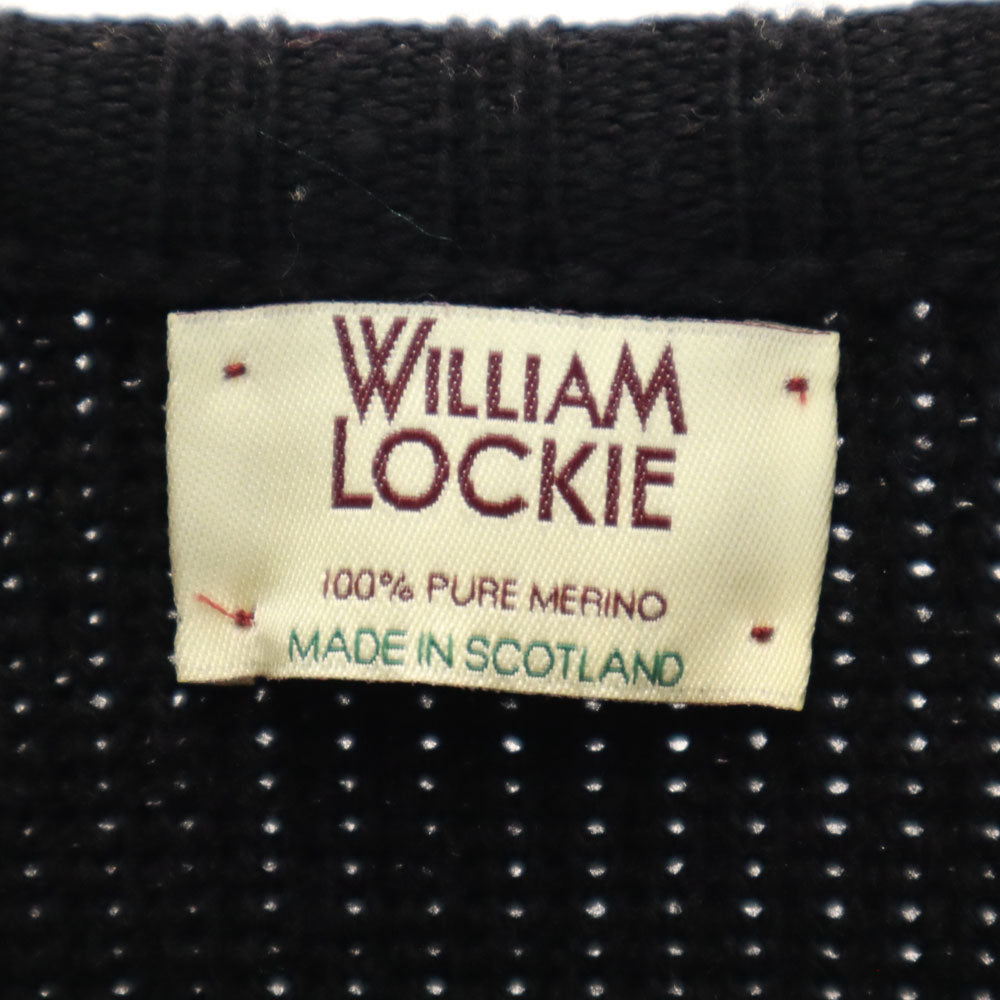 WILLIAM
LOCKIE
100% PURE MERINO
MADE IN SCOTLAND